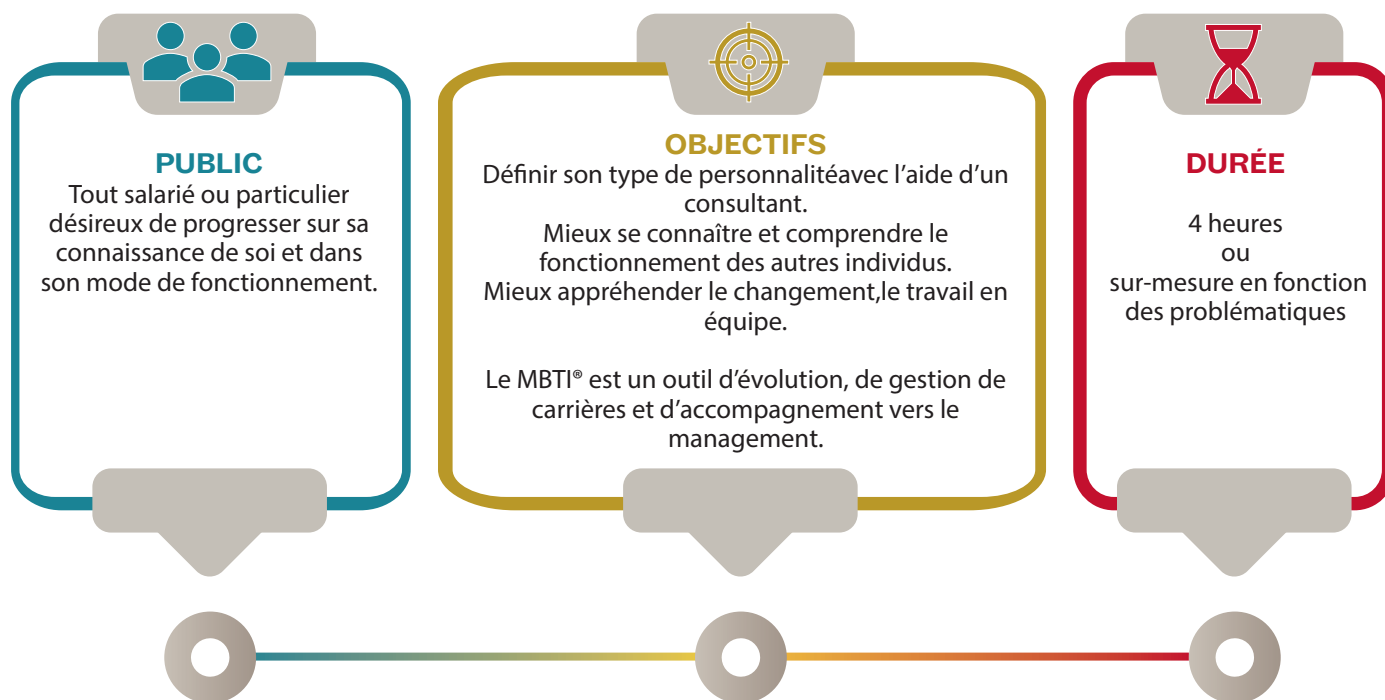 PUBLIC
Tout salarié ou particulier
désireux de progresser sur sa
connaissance de soi et dans
son mode de fonctionnement.
OBJECTIFS
Définir son type de personnalitéavec l’aide d’un
consultant.
Mieux se connaître et comprendre le
fonctionnement des autres individus.
Mieux appréhender le changement,le travail en
équipe.
Le MBTI® est un outil d’évolution, de gestion de
carrières et d’accompagnement vers le
management.
DURÉE
4 heures
ou
sur-mesure en fonction
des problématiques